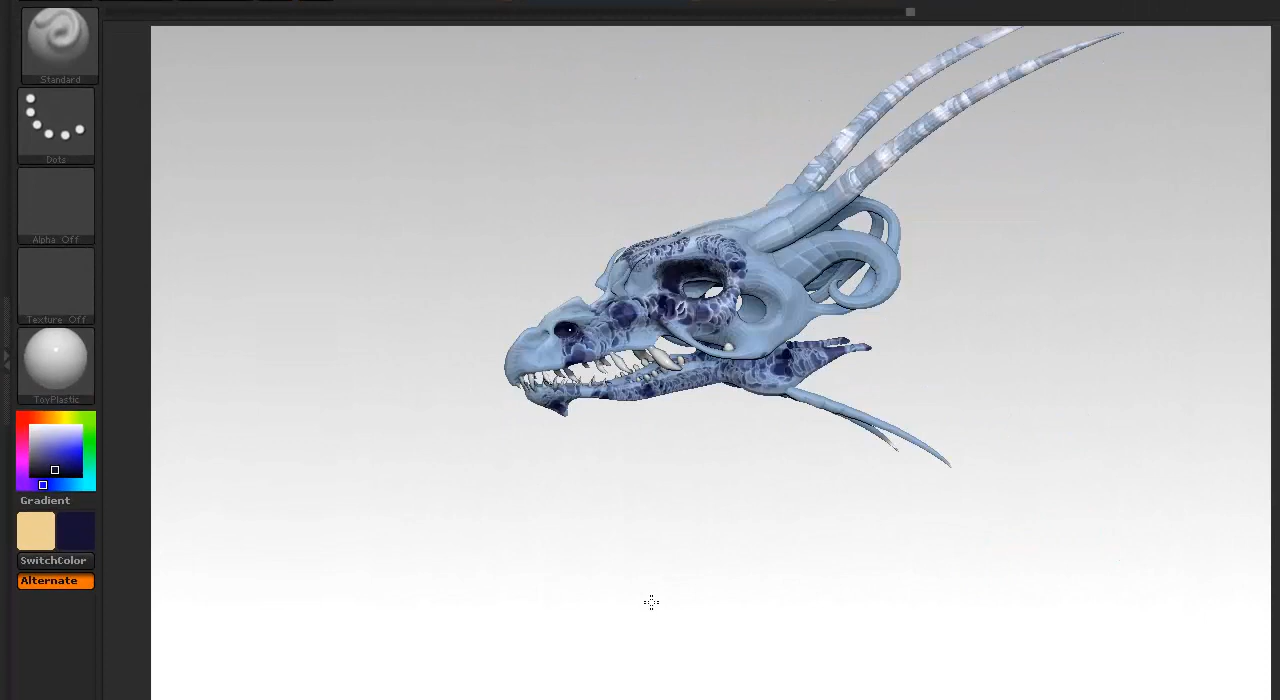 Standard
Dots
Alpha Off
Texture Off
ToyPlastic
Gradient
SwitchColor
Alternate